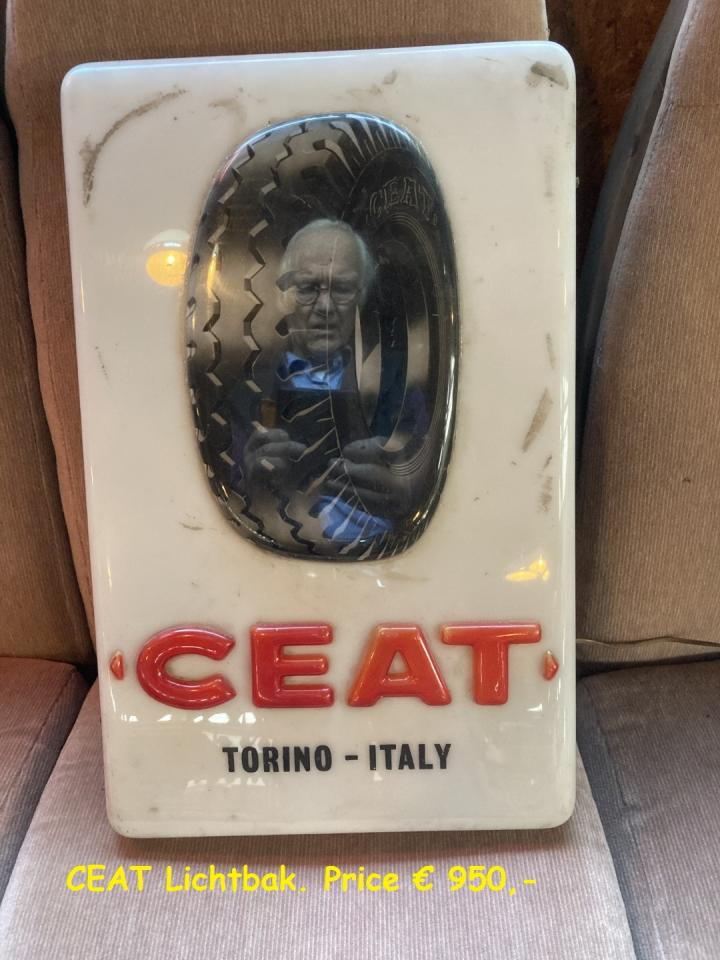 CEAT
CEAT
TORINO - ITALY
CEAT Lichtbak. Price € 950,-